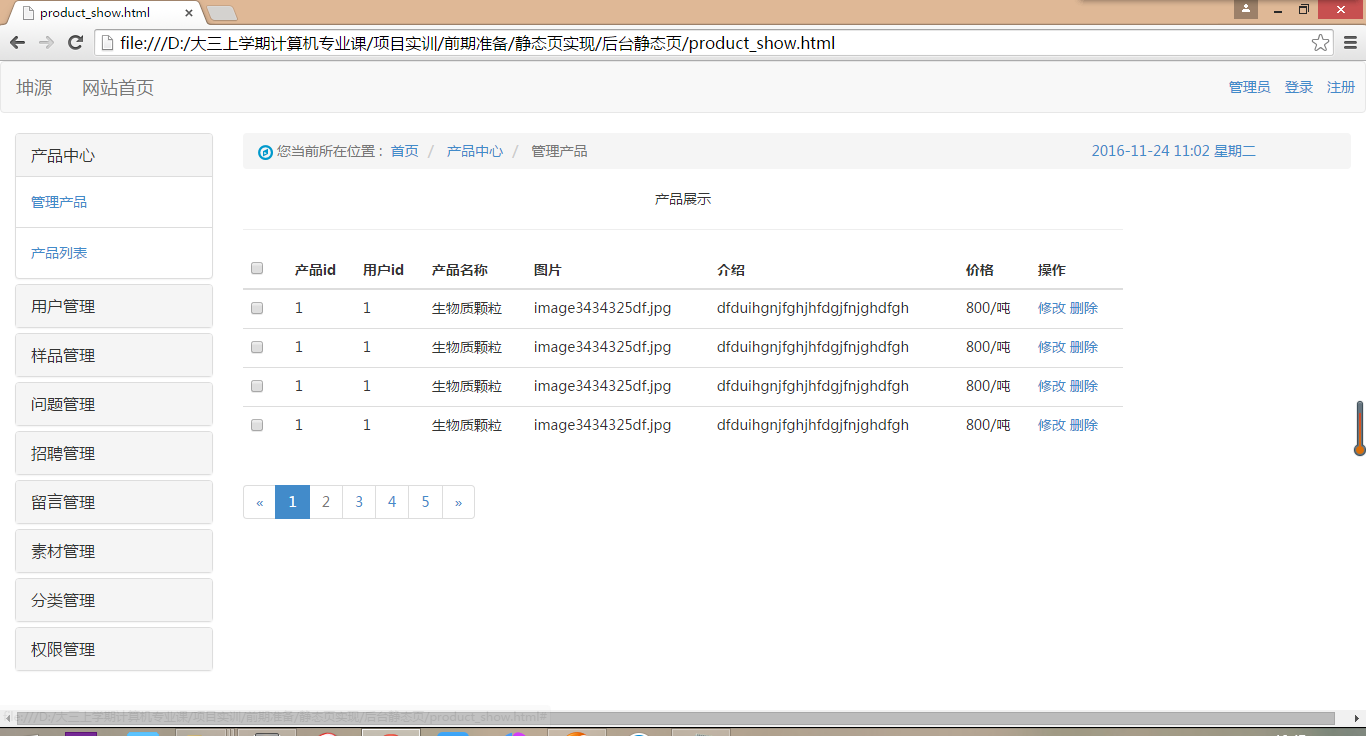 product_show.html
file:///D:/大三上学期计算机专业课/项目实训/前期准备/静态页实现/后台静态页/product_show.html
坤源 网站首页 管理员 登录 注册
产品中心
管理产品
产品列表
用户管理
样品管理
问题管理
招聘管理
留言管理
素材管理
分类管理
权限管理
您当前所在位置： 首页 / 产品中心 / 管理产品 2016-11-24 11:02 星期二
产品展示
产品id 用户id 产品名称 图片 介绍 价格 操作
1 1 生物质颗粒 image3434325df.jpg dfduihgnjfghjhfdgjfnjghdfgh 800/吨 修改 删除
1 1 生物质颗粒 image3434325df.jpg dfduihgnjfghjhfdgjfnjghdfgh 800/吨 修改 删除
1 1 生物质颗粒 image3434325df.jpg dfduihgnjfghjhfdgjfnjghdfgh 800/吨 修改 删除
1 1 生物质颗粒 image3434325df.jpg dfduihgnjfghjhfdgjfnjghdfgh 800/吨 修改 删除
« 1 2 3 4 5 »
///D:/大三上学期计算机专业课/项目实训/前期准备/静态页实现/后台静态页/product_show.html#